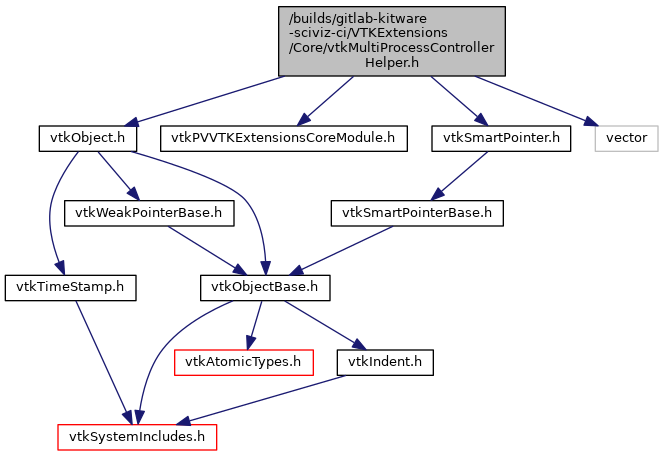 /builds/gitlab-kitware
-sciviz-ci/VTKExtensions
/Core/vtkMultiProcessController
Helper.h
vtkObject.h
vtkPVVTKExtensionsCoreModule.h
vtkSmartPointer.h
vector
vtkWeakPointerBase.h
vtkSmartPointerBase.h
vtkTimeStamp.h
vtkObjectBase.h
vtkAtomicTypes.h
vtkIndent.h
vtkSystemIncludes.h